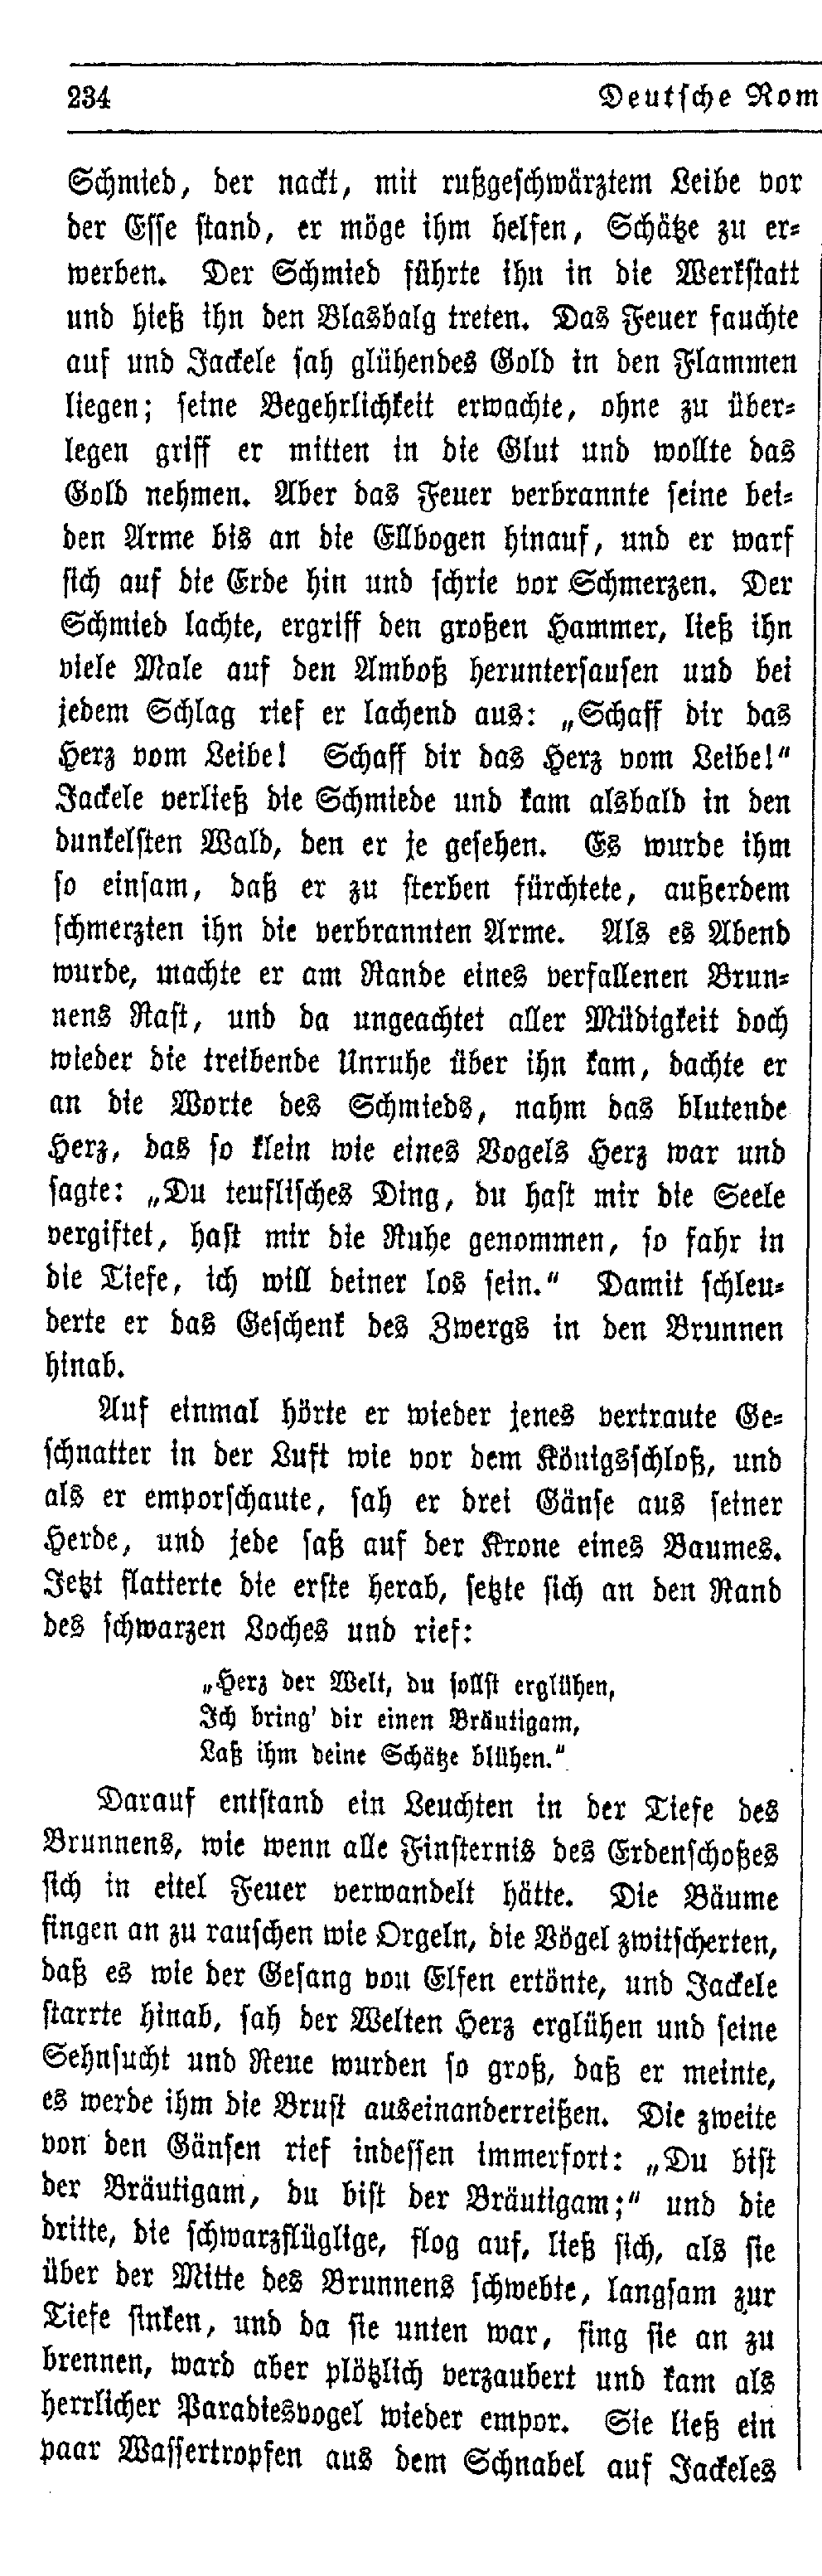 234 Deutsche Rom
Schmied, der nackt, mit rußgeschwärztem Leibe vor
der Esse stand, er möge ihm helfen, Schätze zu er-
werben. Der Schmied führte ihn in die Werkstatt
und hieß ihn den Blasbalg treten. Das Feuer fauchte
auf und Jackele sah glühendes Gold in den Flammen
liegen; seine Begehrlichkeit erwachte, ohne zu über-
legen griff er mitten in die Glut und wollte das
Gold nehmen. Aber das Feuer verbrannte seine bei-
den Arme bis an die Ellbogen hinauf, und er warf
sich auf die Erde hin und schrie vor Schmerzen. Der
Schmied lachte, ergriff den großen Hammer, ließ ihn
viele Male auf den Amboß heruntersausen und bei
jedem Schlag rief er lachend aus: „Schaff dir das
Herz vom Leibe! Schaff dir das Herz vom Leibe!“
Jackele verließ die Schmiede und kam alsbald in den
dunkelsten Wald, den er je gesehen. Es wurde ihm
so einsam, daß er zu sterben fürchtete, außerdem
schmerzten ihn die verbrannten Arme. Als es Abend
wurde, machte er am Rande eines verfallenen Brun-
nens Rast, und da ungeachtet aller Müdigkeit doch
wieder die treibende Unruhe über ihn kam, dachte er
an die Worte des Schmieds, nahm das blutende
Herz, das so klein wie eines Vogels Herz war und
sagte: „Du teuflisches Ding, du hast mir die Seele
vergiftet, hast mir die Ruhe genommen, so fahr in
die Tiefe, ich will deiner los sein.“ Damit schleu-
derte er das Geschenk des Zwergs in den Brunnen
hinab.
Auf einmal hörte er wieder jenes vertraute Ge-
schnatter in der Luft wie vor dem Königsschloß, und
als er emporschaute, sah er drei Gänse aus seiner
Herde, und jede saß auf der Krone eines Baumes.
Jetzt flatterte die erste herab, setzte sich an den Rand
des schwarzen Loches und rief:
„Herz der Welt, du sollst erglühen,
Ich bring' dir einen Bräutigam,
Laß ihm deine Schätze blühen.“
Darauf entstand ein Leuchten in der Tiefe des
Brunnens, wie wenn alle Finsternis des Erdenschoßes
sich in eitel Feuer verwandelt hätte. Die Bäume
fingen an zu rauschen wie Orgeln, die Vögel zwitscherten,
daß es wie der Gesang von Elfen ertönte, und Jackele
starrte hinab, sah der Welten Herz erglühen und seine
Sehnsucht und Reue wurden so groß, daß er meinte,
es werde ihm die Brust auseinanderreißen. Die zweite
von den Gänsen rief indessen immerfort: „Du bist
der Bräutigam, du bist der Bräutigam;“ und die
dritte, die schwarzflüglige, flog auf, ließ sich, als sie
über der Mitte des Brunnens schwebte, langsam zur
Tiefe sinken, und da sie unten war, fing sie an zu
brennen, ward aber plötzlich verzaubert und kam als
herrlicher Paradiesvogel wieder empor. Sie ließ ein
paar Wassertropfen aus dem Schnabel auf Jackeles